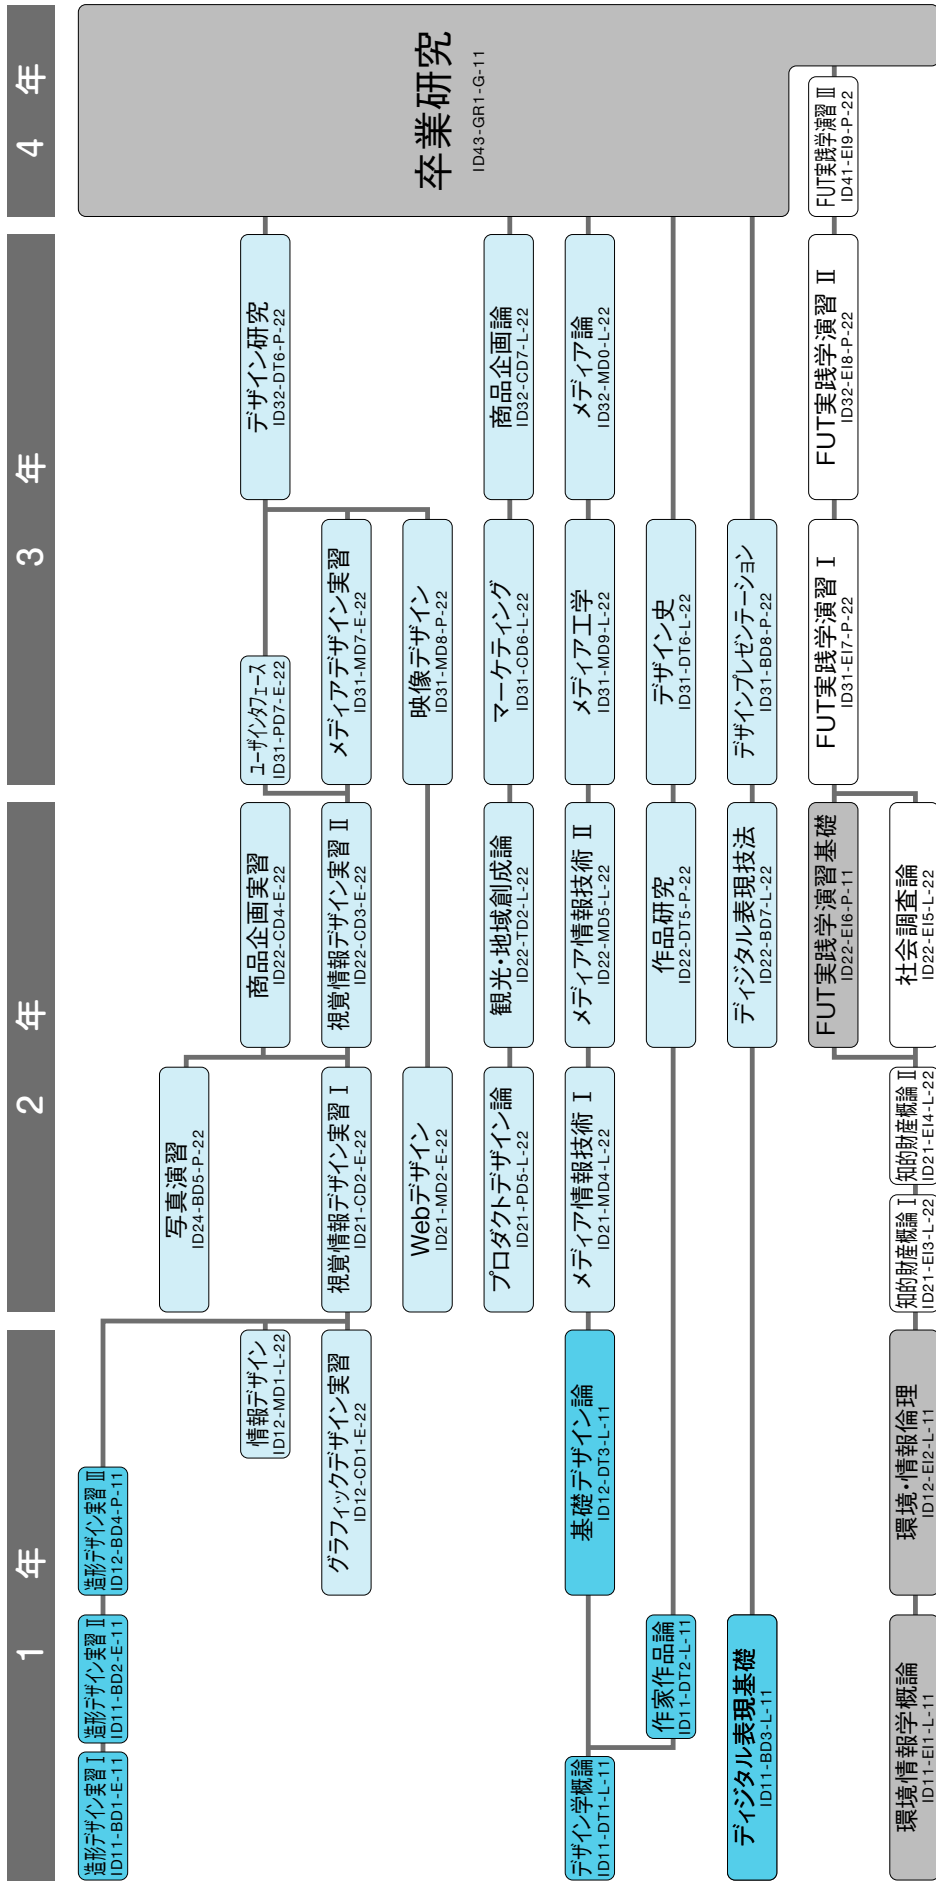 1 年
2 年
3 年
4 年
造形デザイン実習 Ⅰ
ID11-BD1-E-11
造形デザイン実習 Ⅱ
ID11-BD2-E-11
造形デザイン実習 Ⅲ
ID12-BD4-P-11
写真演習
ID24-BD5-P-22
情報デザイン
ID12-MD1-L-22
商品企画実習
ID22-CD4-E-22
ユーザインタフェース
ID31-PD7-E-22
デザイン研究
ID32-DT6-P-22
グラフィックデザイン実習
ID12-CD1-E-22
視覚情報デザイン実習 Ⅰ
ID21-CD2-E-22
視覚情報デザイン実習 Ⅱ
ID22-CD3-E-22
メディアデザイン実習
ID31-MD7-E-22
Webデザイン
ID21-MD2-E-22
映像デザイン
ID31-MD8-P-22
プロダクトデザイン論
ID21-PD5-L-22
観光・地域創成論
ID22-TD2-L-22
マーケティング
ID31-CD6-L-22
商品企画論
ID32-CD7-L-22
デザイン学概論
ID11-DT1-L-11
基礎デザイン論
ID12-DT3-L-11
メディア情報技術 Ⅰ
ID21-MD4-L-22
メディア情報技術 Ⅱ
ID22-MD5-L-22
メディア工学
ID31-MD9-L-22
メディア論
ID32-MD0-L-22
作家作品論
ID11-DT2-L-11
作品研究
ID22-DT5-P-22
デザイン史
ID31-DT6-L-22
ディジタル表現基礎
ID11-BD3-L-11
ディジタル表現技法
ID22-BD7-L-22
デザインプレゼンテーション
ID31-BD8-P-22
FUT実践学演習基礎
ID22-EI6-P-11
FUT実践学演習 Ⅰ
ID31-EI7-P-22
FUT実践学演習 Ⅱ
ID32-EI8-P-22
FUT実践学演習 Ⅲ
ID41-EI9-P-22
環境情報学概論
ID11-EI1-L-11
環境・情報倫理
ID12-EI2-L-11
知的財産概論 Ⅰ
ID21-EI3-L-22
知的財産概論 Ⅱ
ID21-EI4-L-22
社会調査論
ID22-EI5-L-22
卒業研究
ID43-GR1-G-11